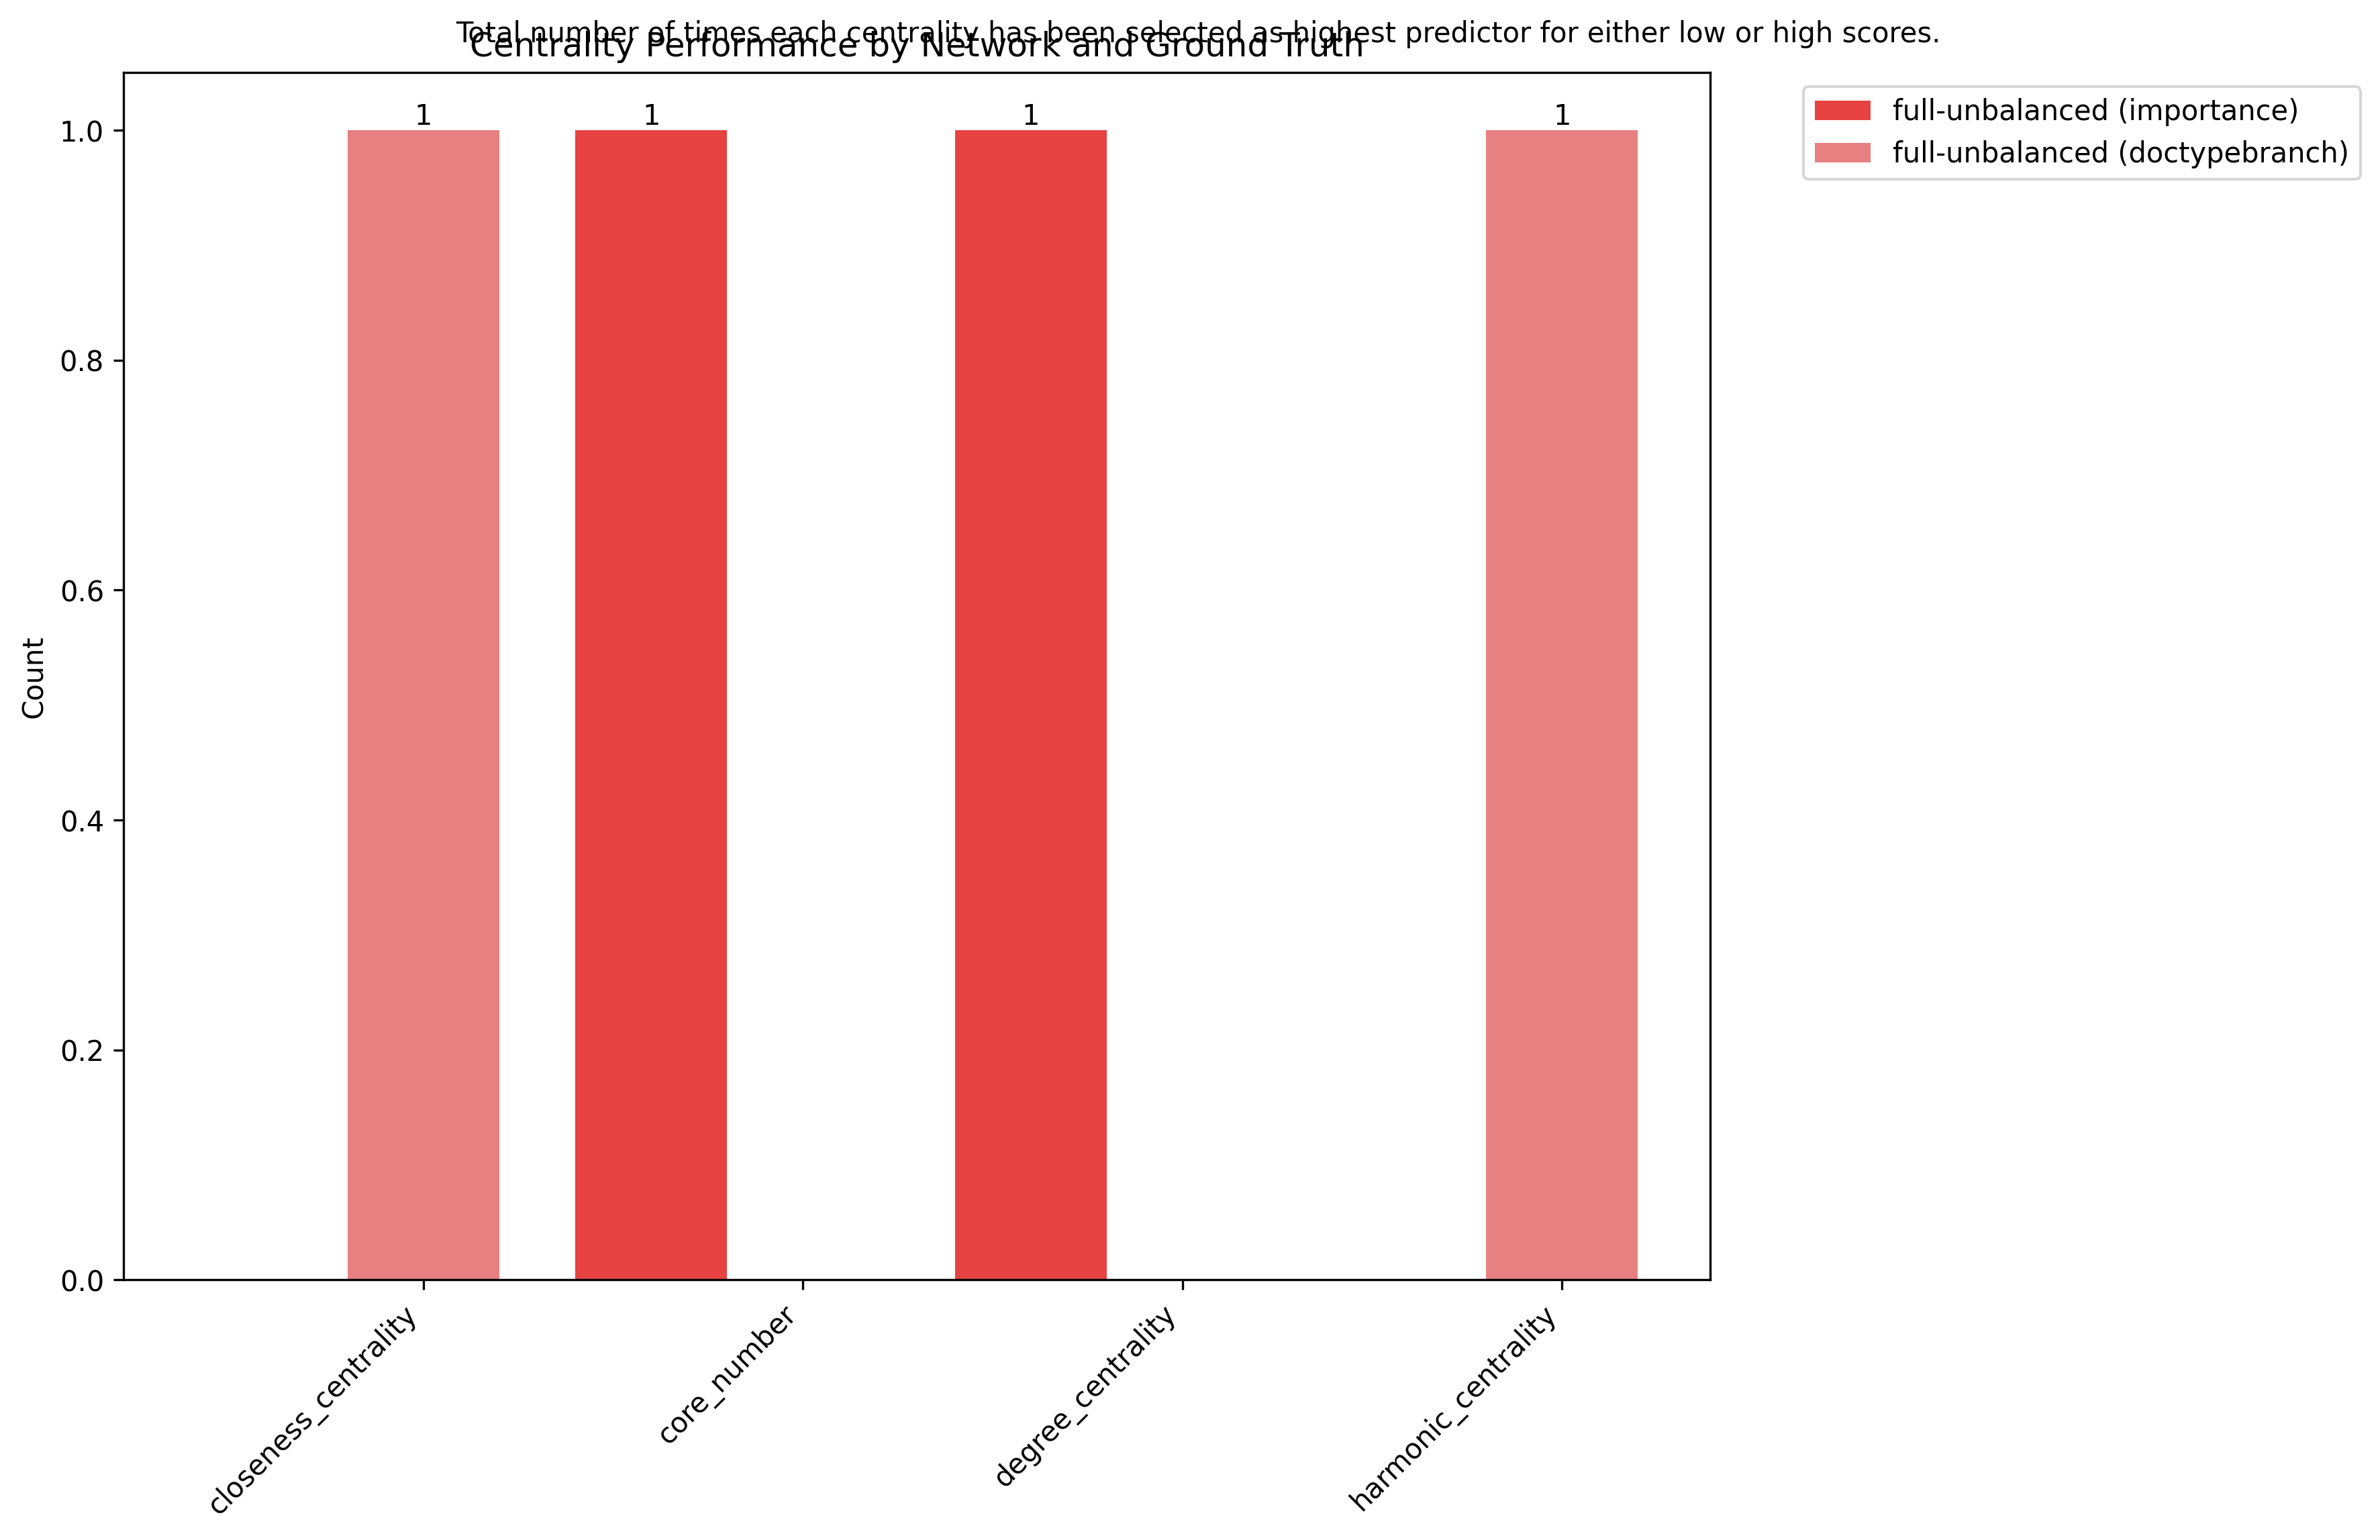 Total number of times each centrality has been selected as highest predictor for either low or high scores.
Centrality Performance by Network and Ground Truth
full-unbalanced (importance)
full-unbalanced (doctypebranch)
1 1 1 1
1.0
0.8
0.6
0.4
0.2
0.0
Count
closeness_centrality
core_number
degree_centrality
harmonic_centrality